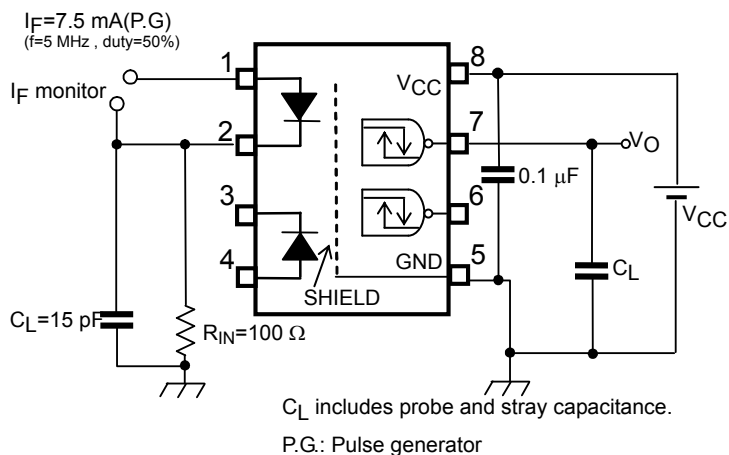 IF=7.5 mA(P.G)
(f=5 MHz , duty=50%)
IF monitor
1
2
3
4
8
7
6
5
VCC
GND
SHIELD
0.1 μF
VO
VCC
CL
CL=15 pF
RIN=100 Ω
CL includes probe and stray capacitance.
P.G.: Pulse generator